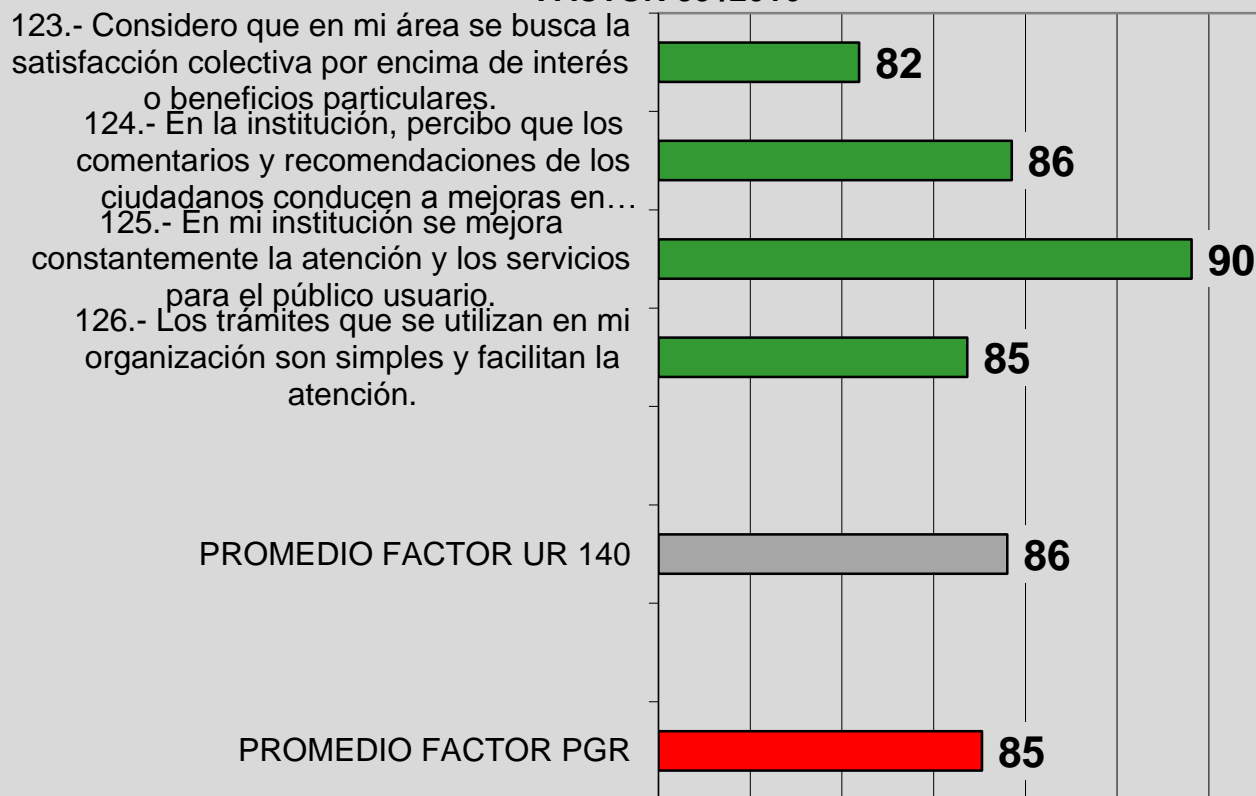 123.- Considero que en mi área se busca la
satisfacción colectiva por encima de interés
o beneficios particulares.
82
124.- En la institución, percibo que los
comentarios y recomendaciones de los
ciudadanos conducen a mejoras en…
86
125.- En mi institución se mejora
constantemente la atención y los servicios
para el público usuario.
90
126.- Los trámites que se utilizan en mi
organización son simples y facilitan la
atención.
85
PROMEDIO FACTOR UR 140
86
PROMEDIO FACTOR PGR
85